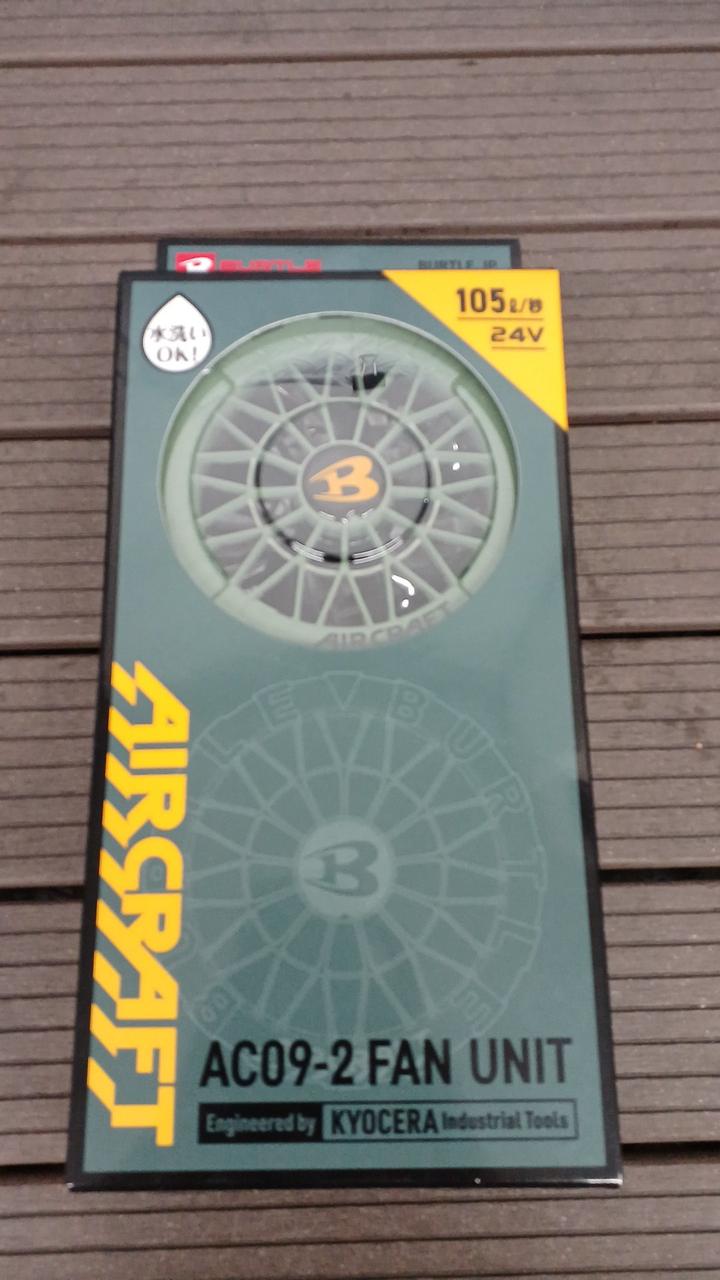 BURTLE
BURTLE.JP
105ℓ/秒
24V
水洗い
OK!
B
AIRCRAFT
LEVBURTLE
B
AIRCRAFT
AC09-2 FAN UNIT
Engineered by KYOCERA Industrial Tools